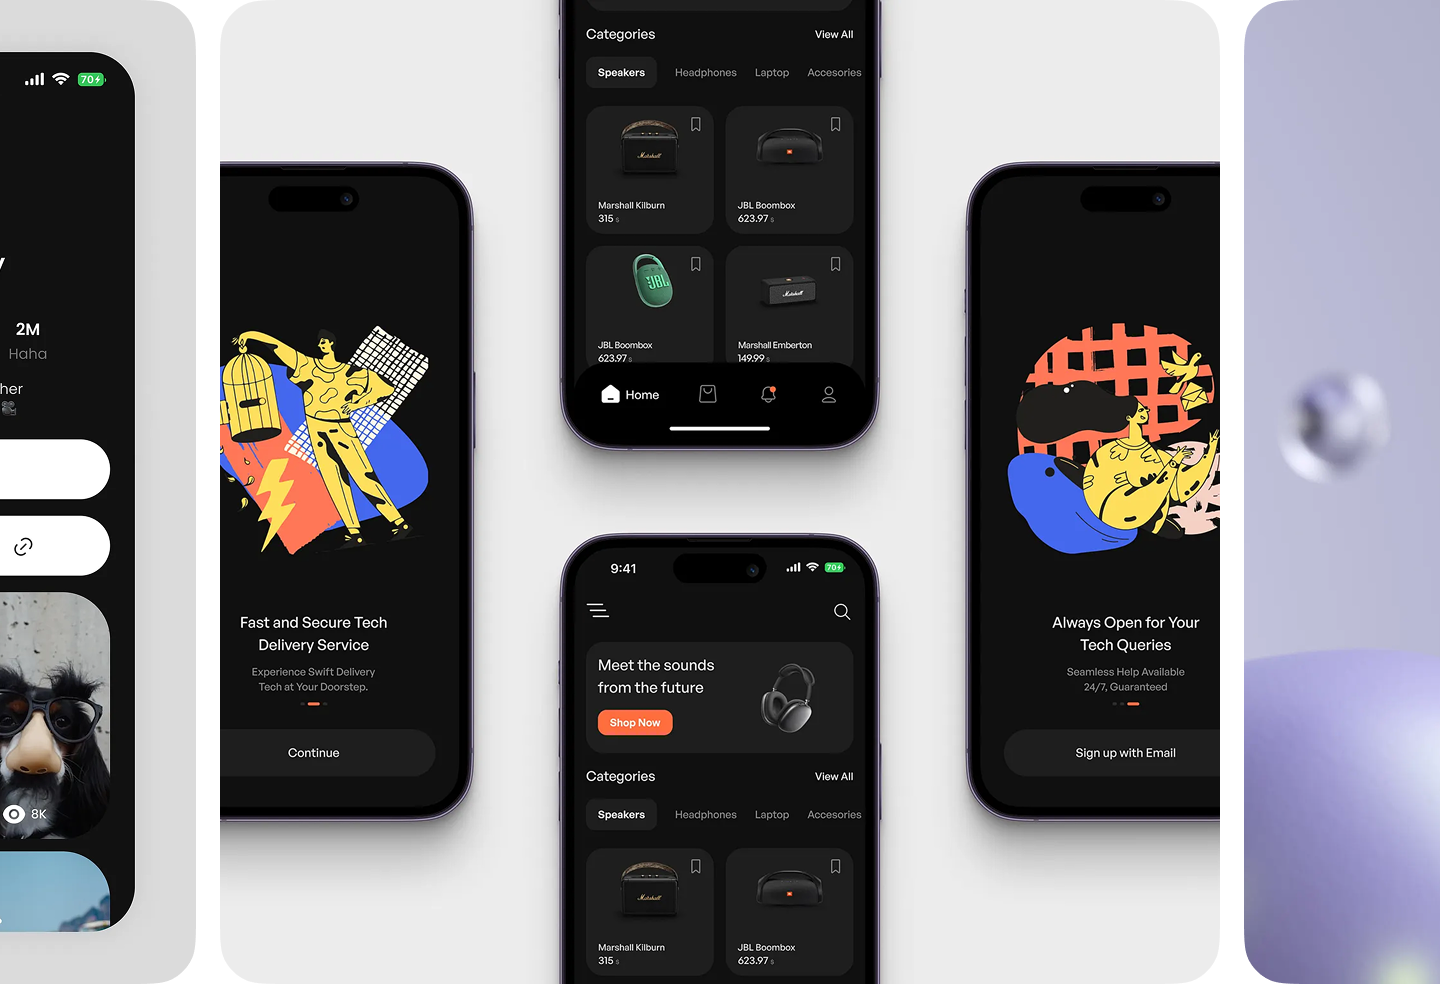 70
y
2M
Haha
her
8K
Fast and Secure Tech
Delivery Service
Experience Swift Delivery
Tech at Your Doorstep.
Continue
Categories
View All
Speakers
Headphones
Laptop
Accesories
Marshall
Marshall Kilburn
315 $
JBL Boombox
623.97 $
JBL
JBL Boombox
623.97 $
Marshall
Marshall Emberton
149.99 $
Home
9:41
70
Meet the sounds
from the future
Shop Now
Categories
View All
Speakers
Headphones
Laptop
Accesories
Marshall
Marshall Kilburn
315 $
JBL Boombox
623.97 $
Always Open for Your
Tech Queries
Seamless Help Available
24/7, Guaranteed
Sign up with Email